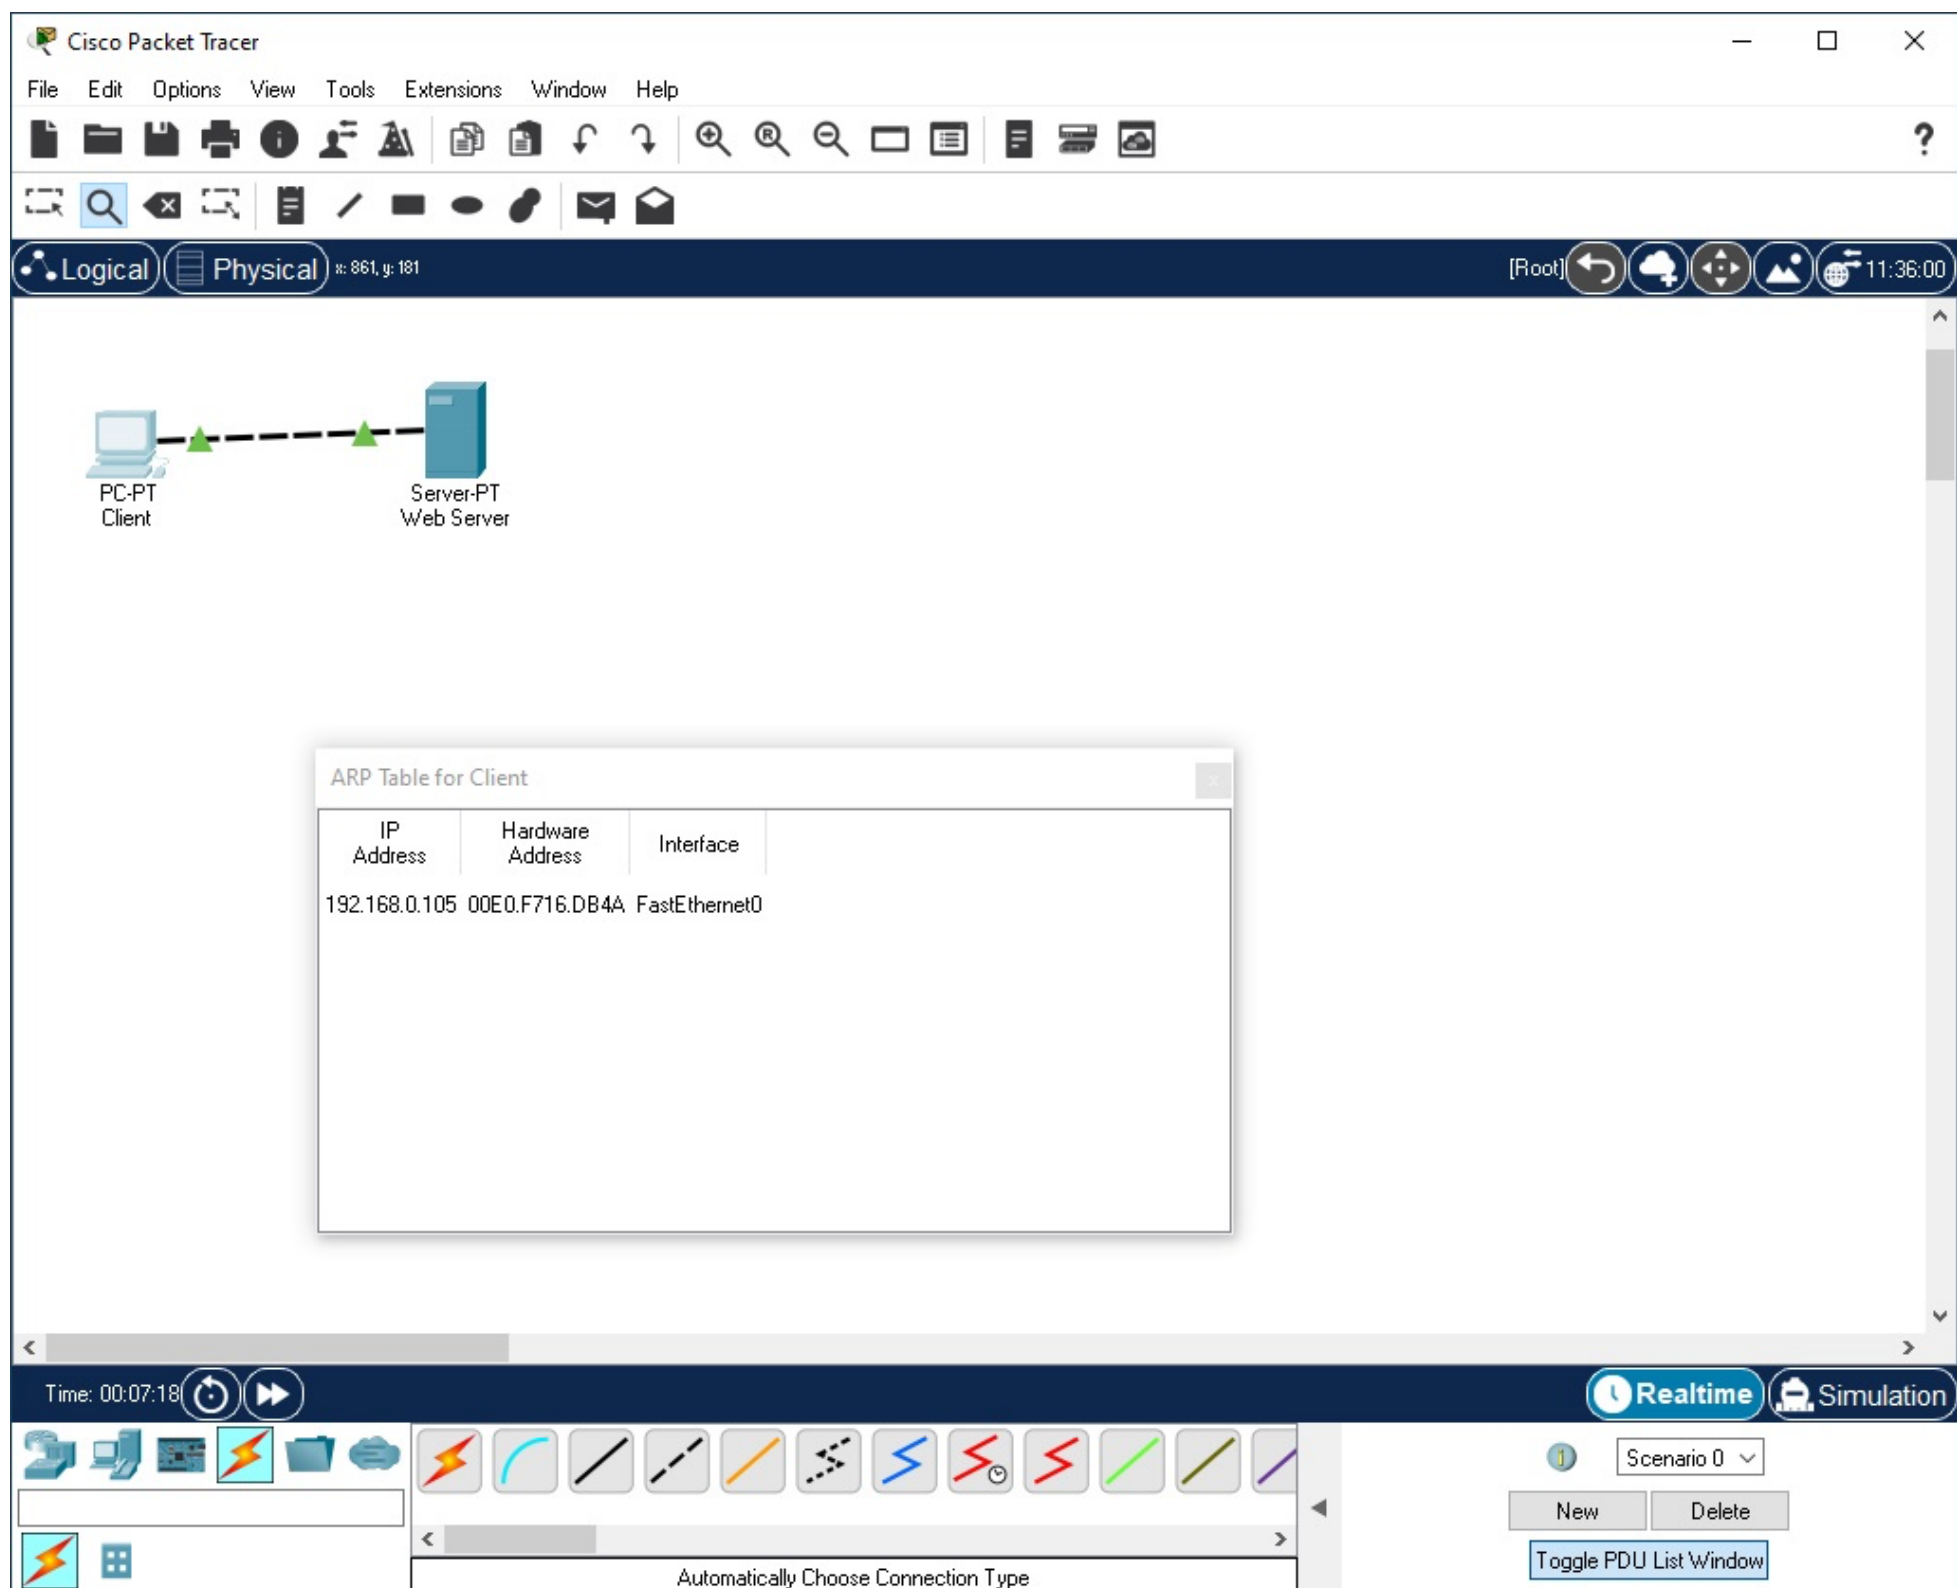 Cisco Packet Tracer
File Edit Options View Tools Extensions Window Help
?
Logical Physical x: 861, y: 181 [Root] 11:36:00
PC-PT
Client
Server-PT
Web Server
ARP Table for Client x
IP
Address
Hardware
Address
Interface
192.168.0.105 00E0.F716.DB4A FastEthernet0
Time: 00:07:18 Realtime Simulation
Scenario 0
New Delete
Toggle PDU List Window
Automatically Choose Connection Type